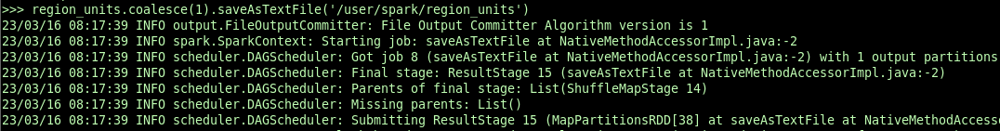 >>> region_units.coalesce(1).saveAsTextFile('/user/spark/region_units')
23/03/16 08:17:39 INFO output.FileOutputCommitter: File Output Committer Algorithm version is 1
23/03/16 08:17:39 INFO spark.SparkContext: Starting job: saveAsTextFile at NativeMethodAccessorImpl.java:-2
23/03/16 08:17:39 INFO scheduler.DAGScheduler: Got job 8 (saveAsTextFile at NativeMethodAccessorImpl.java:-2) with 1 output partitions
23/03/16 08:17:39 INFO scheduler.DAGScheduler: Final stage: ResultStage 15 (saveAsTextFile at NativeMethodAccessorImpl.java:-2)
23/03/16 08:17:39 INFO scheduler.DAGScheduler: Parents of final stage: List(ShuffleMapStage 14)
23/03/16 08:17:39 INFO scheduler.DAGScheduler: Missing parents: List()
23/03/16 08:17:39 INFO scheduler.DAGScheduler: Submitting ResultStage 15 (MapPartitionsRDD[38] at saveAsTextFile at NativeMethodAccess